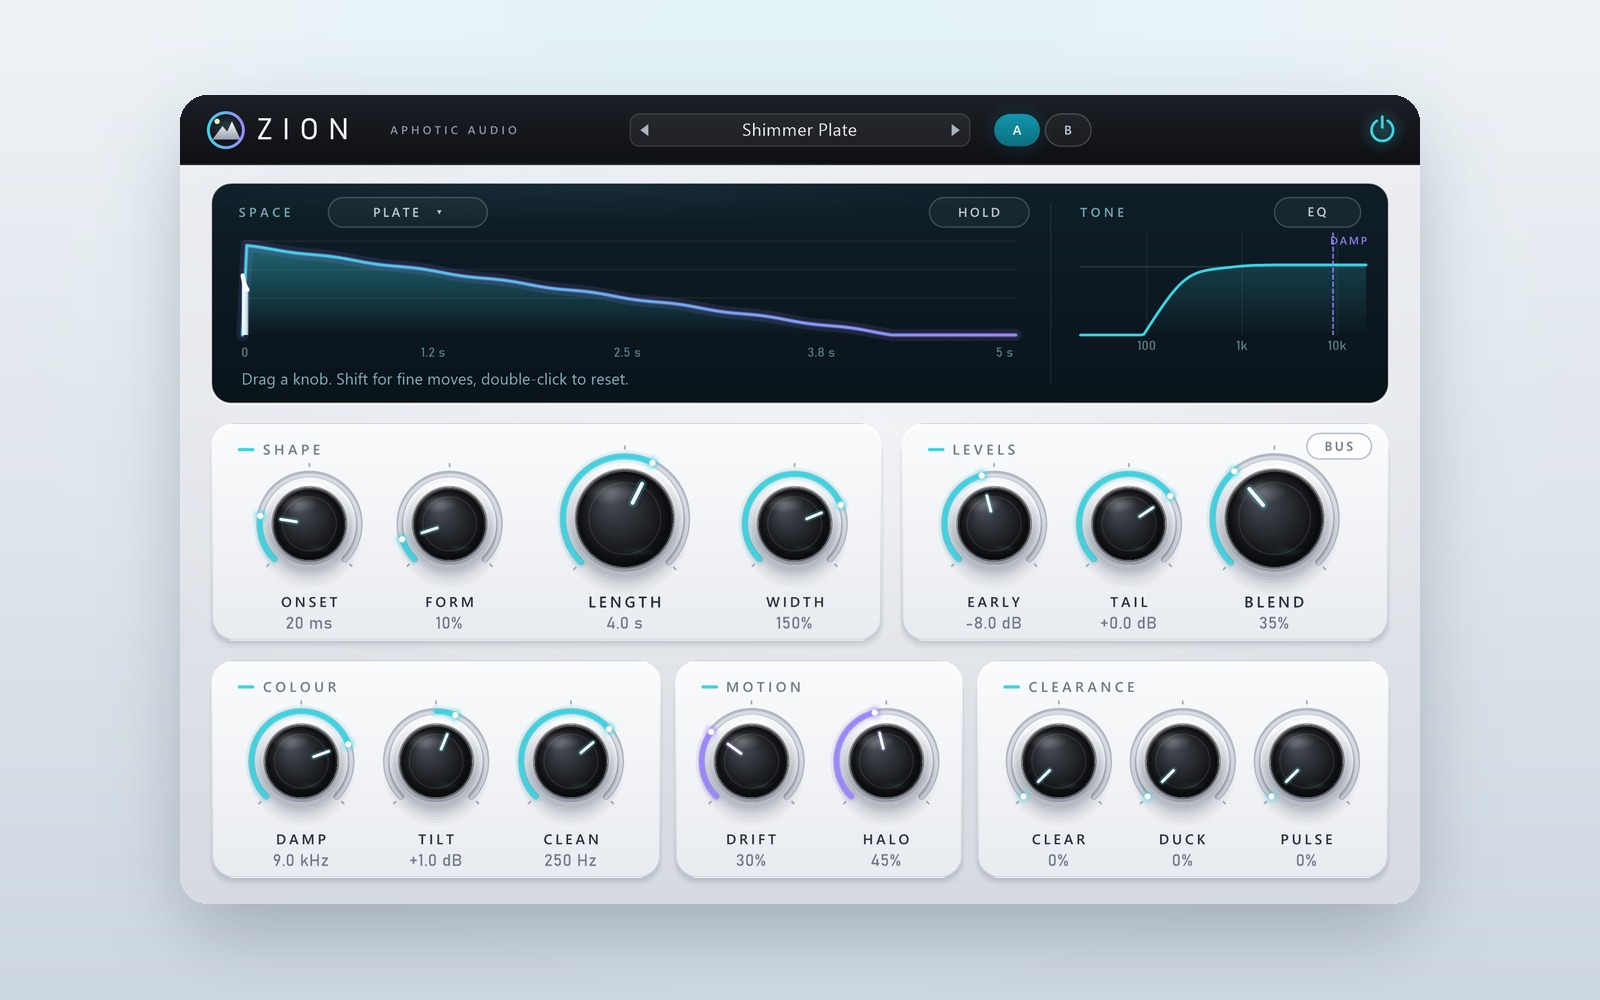 ZION
APHOTIC AUDIO
Shimmer Plate
A
B
SPACE
PLATE
HOLD
TONE
EQ
DAMP
0
1.2 s
2.5 s
3.8 s
5 s
100
1k
10k
Drag a knob. Shift for fine moves, double-click to reset.
SHAPE
ONSET
20 ms
FORM
10%
LENGTH
4.0 s
WIDTH
150%
LEVELS
BUS
EARLY
-8.0 dB
TAIL
+0.0 dB
BLEND
35%
COLOUR
DAMP
9.0 kHz
TILT
+1.0 dB
CLEAN
250 Hz
MOTION
DRIFT
30%
HALO
45%
CLEARANCE
CLEAR
0%
DUCK
0%
PULSE
0%